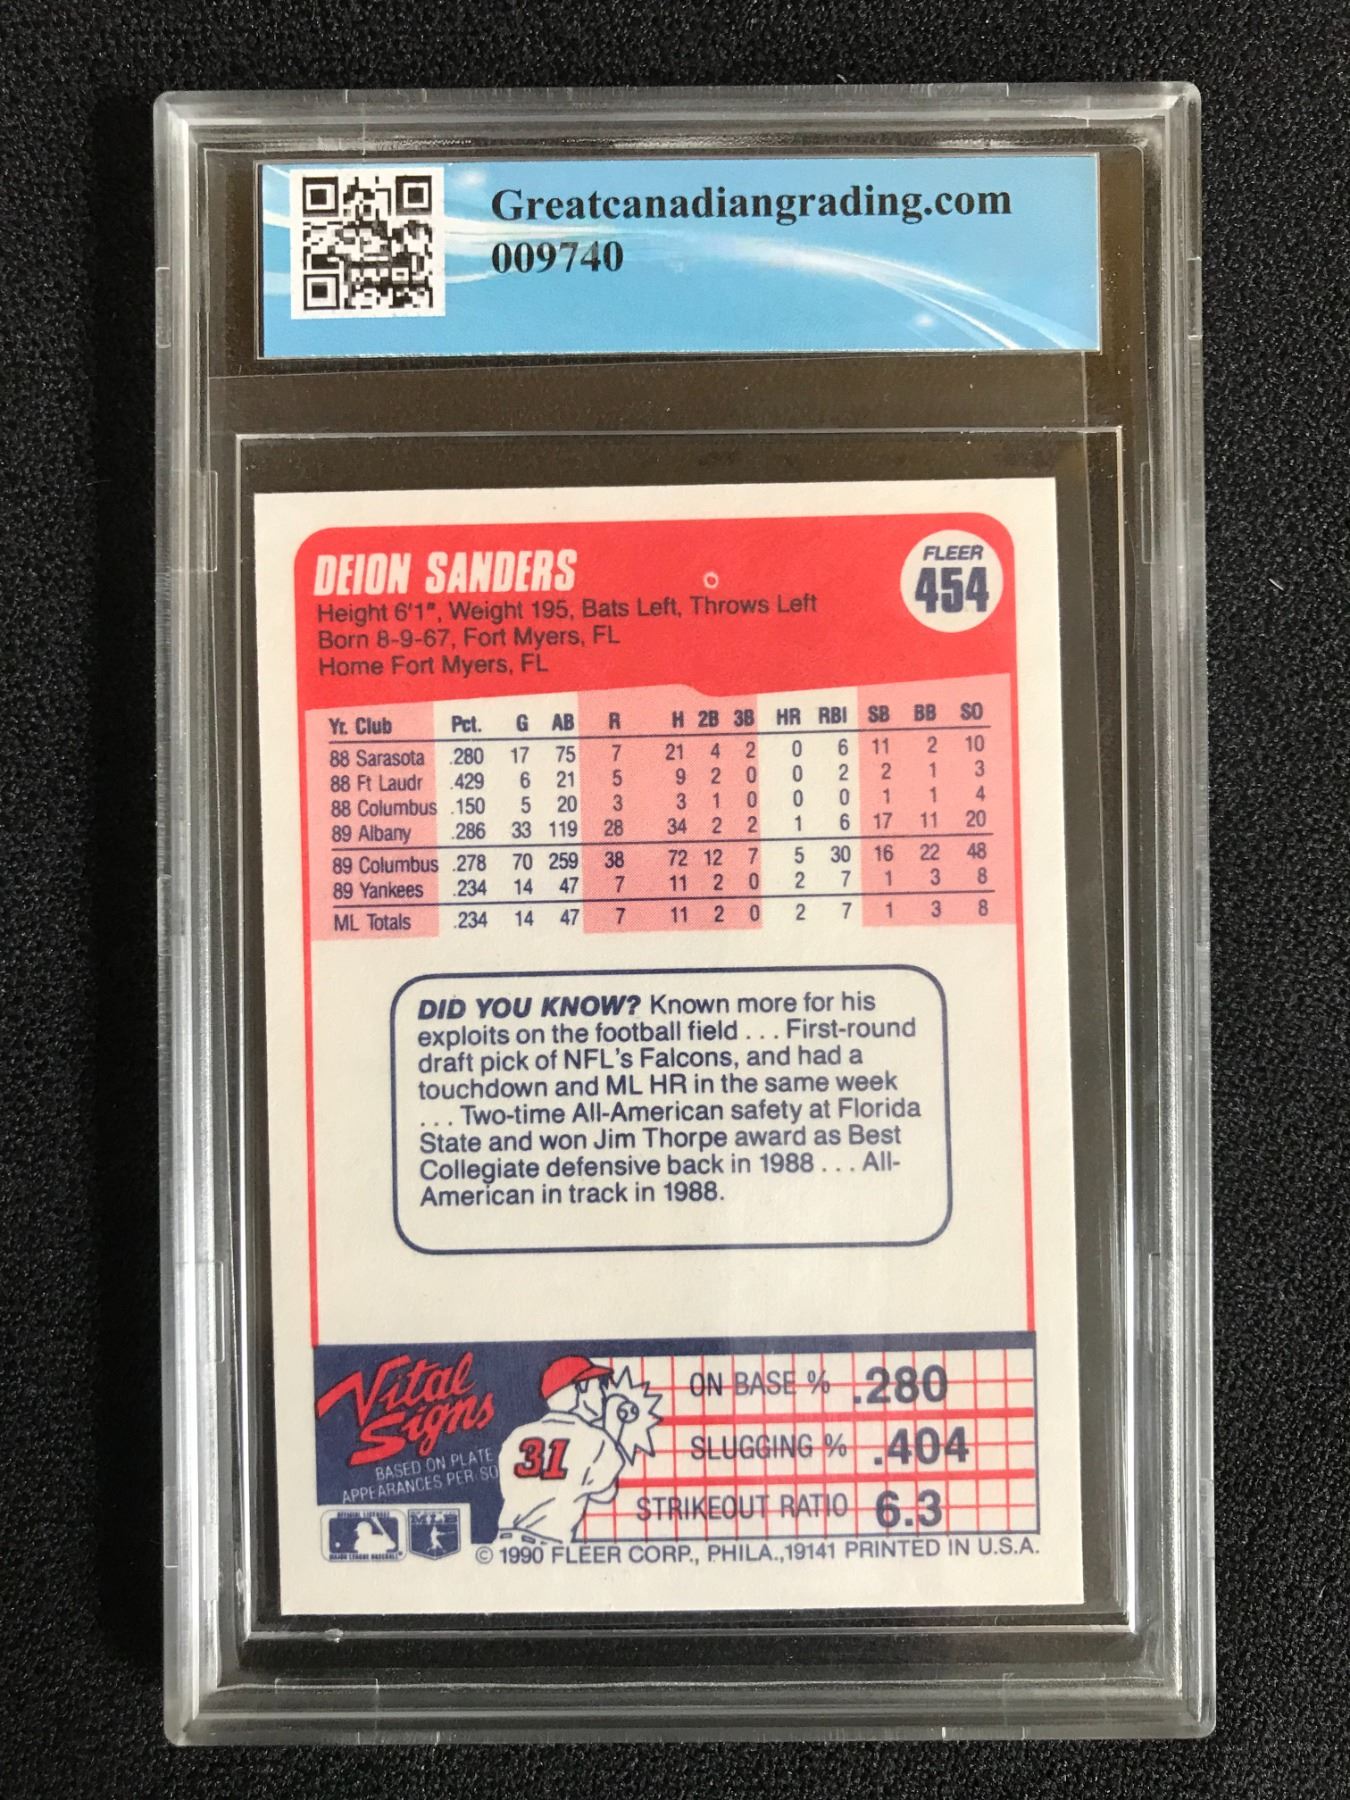 Greatcanadiangrading.com
009740
DEION SANDERS
FLEER
454
Height 6'1", Weight 195, Bats Left, Throws Left
Born 8-9-67, Fort Myers, FL
Home Fort Myers, FL
Yr. Club Pct. G AB R H 2B 3B HR RBI SB BB SO
88 Sarasota .280 17 75 7 21 4 2 0 6 11 2 10
88 Ft Laudr .429 6 21 5 9 2 0 0 2 2 1 3
88 Columbus .150 5 20 3 3 1 0 0 0 1 1 4
89 Albany .286 33 119 28 34 2 2 1 6 17 11 20
89 Columbus .278 70 259 38 72 12 7 5 30 16 22 48
89 Yankees .234 14 47 7 11 2 0 2 7 1 3 8
ML Totals .234 14 47 7 11 2 0 2 7 1 3 8
DID YOU KNOW? Known more for his
exploits on the football field . . . First-round
draft pick of NFL's Falcons, and had a
touchdown and ML HR in the same week
. . . Two-time All-American safety at Florida
State and won Jim Thorpe award as Best
Collegiate defensive back in 1988 . . . All-
American in track in 1988.
Vital
Signs
BASED ON PLATE
APPEARANCES PER SO
31
ON BASE % .280
SLUGGING % .404
STRIKEOUT RATIO 6.3
© 1990 FLEER CORP., PHILA.,19141 PRINTED IN U.S.A.